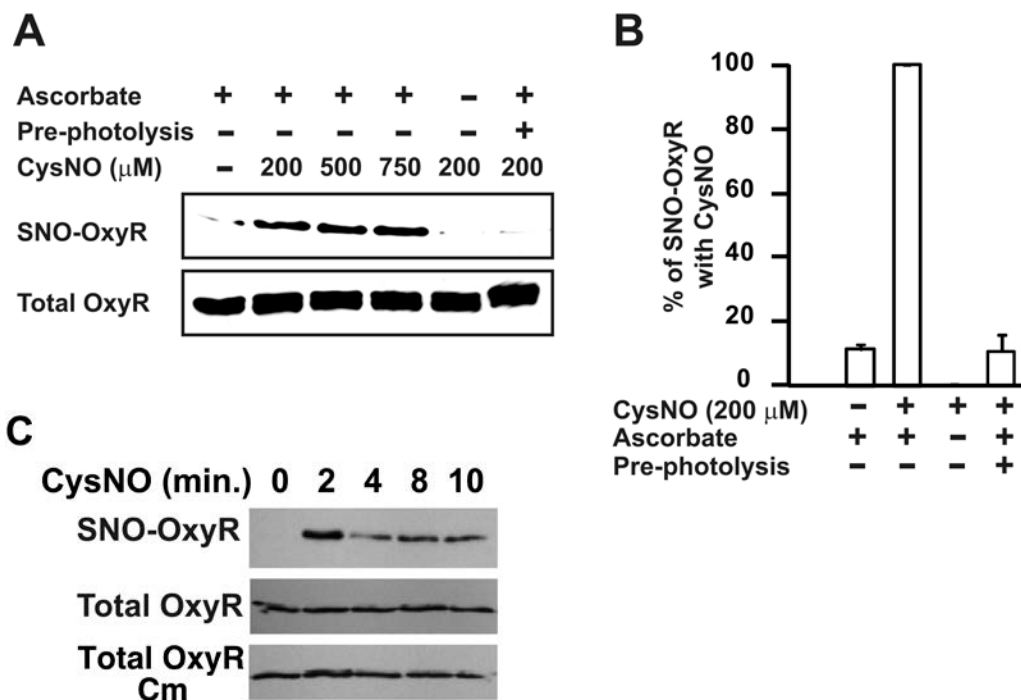 A
Ascorbate + + + + – +
Pre-photolysis – – – – – +
CysNO (μM) – 200 500 750 200 200
SNO-OxyR
Total OxyR
B
% of SNO-OxyR
with CysNO
100
80
60
40
20
0
CysNO (200 μM) – + + +
Ascorbate + + – +
Pre-photolysis – – – +
C
CysNO (min.) 0 2 4 8 10
SNO-OxyR
Total OxyR
Total OxyR
Cm